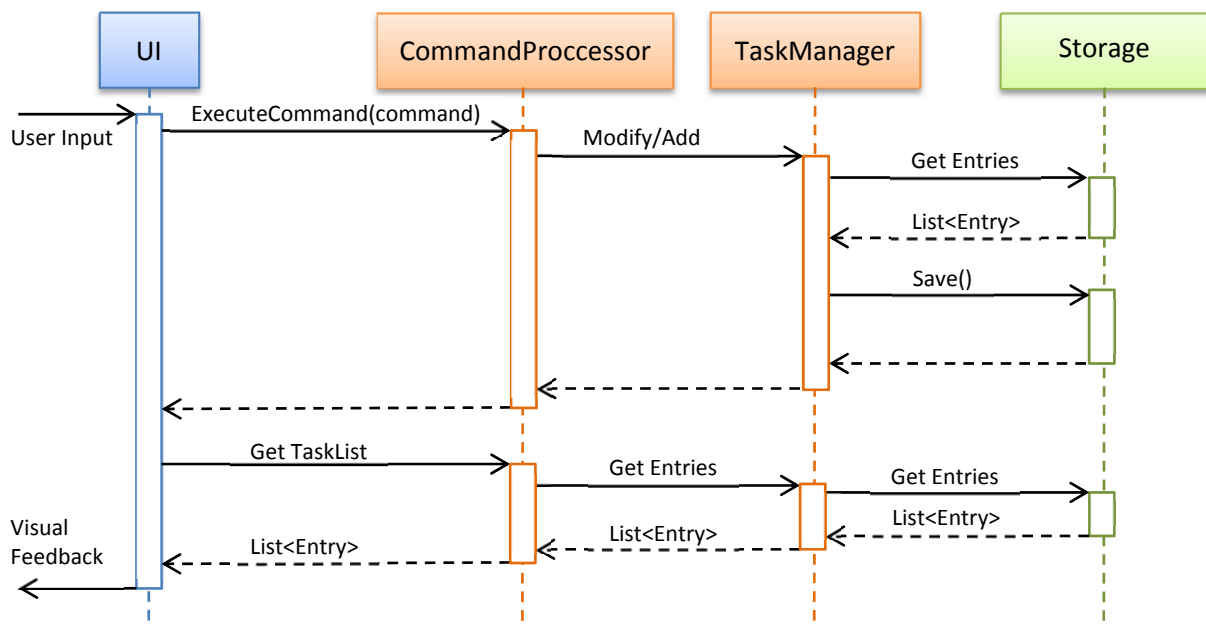 UI
CommandProccessor
TaskManager
Storage
User Input
ExecuteCommand(command)
Modify/Add
Get Entries
List<Entry>
Save()
Get TaskList
Get Entries
Get Entries
List<Entry>
List<Entry>
List<Entry>
Visual
Feedback